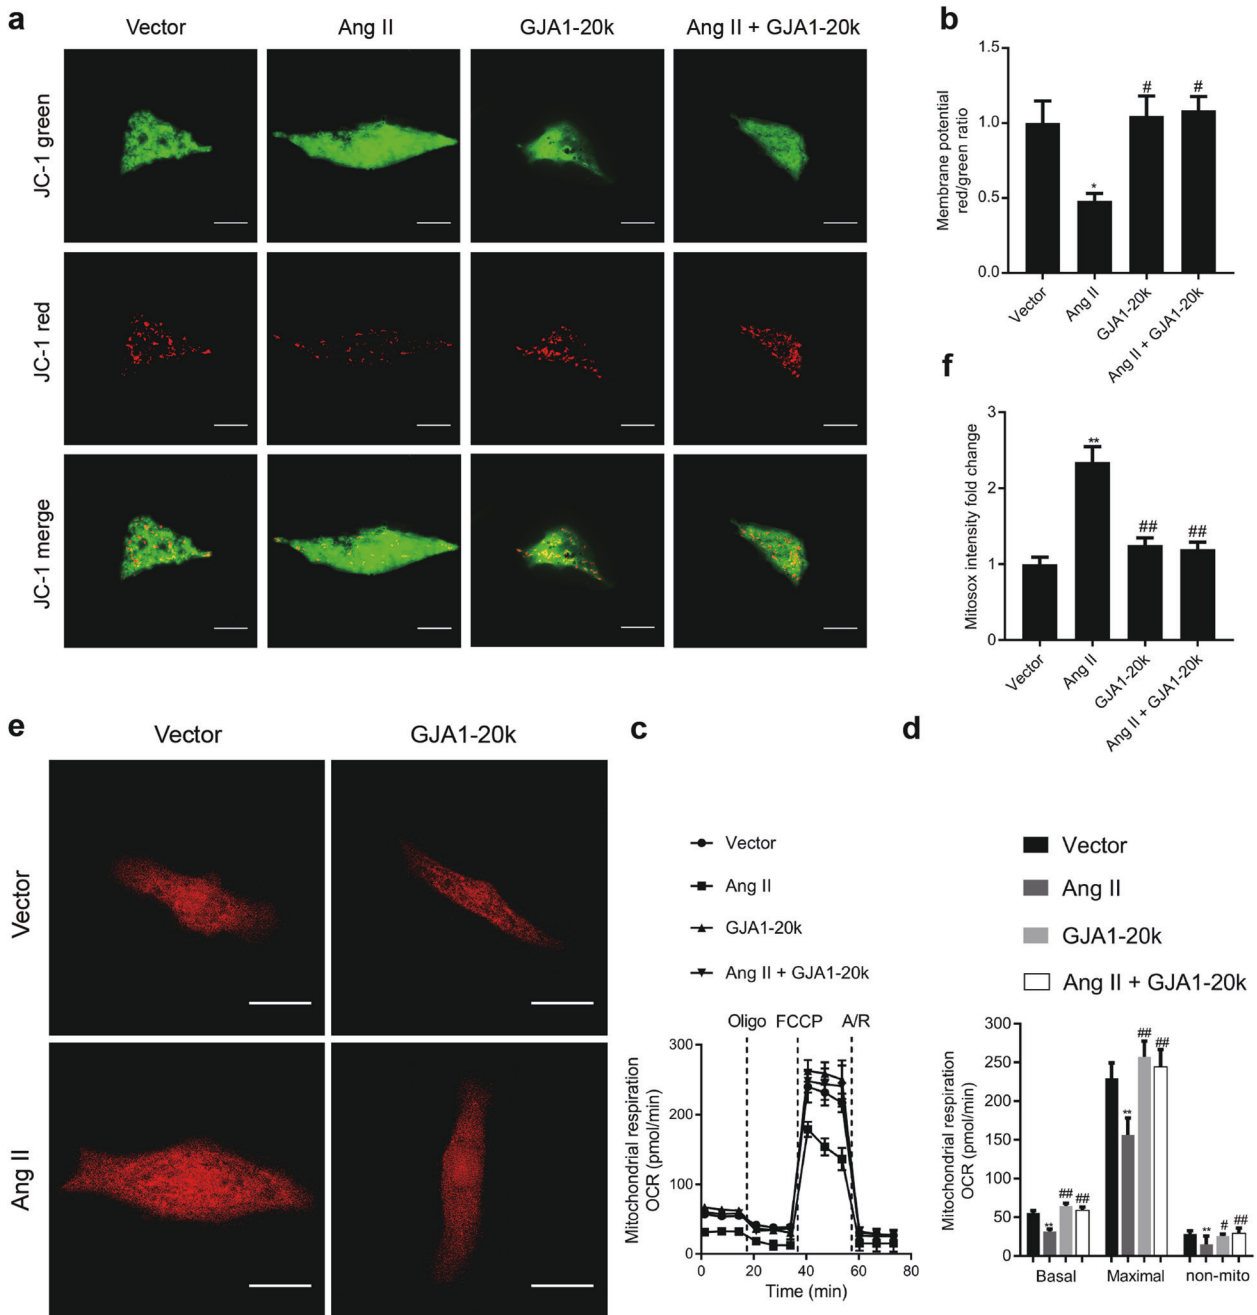 a
Vector
Ang II
GJA1-20k
Ang II + GJA1-20k
JC-1 green
JC-1 red
JC-1 merge
b
Membrane potential
red/green ratio
1.5
1.0
0.5
0.0
#
#
*
Vector
Ang II
GJA1-20k
Ang II + GJA1-20k
f
Mitosox intensity fold change
3
2
1
0
**
##
##
Vector
Ang II
GJA1-20k
Ang II + GJA1-20k
e
Vector
GJA1-20k
Vector
Ang II
c
Vector
Ang II
GJA1-20k
Ang II + GJA1-20k
Oligo
FCCP
A/R
Mitochondrial respiration
OCR (pmol/min)
300
200
100
0
0
20
40
60
80
Time (min)
d
Vector
Ang II
GJA1-20k
Ang II + GJA1-20k
Mitochondrial respiration
OCR (pmol/min)
300
250
200
150
100
50
0
**
##
##
**
##
##
**
#
##
Basal
Maximal
non-mito